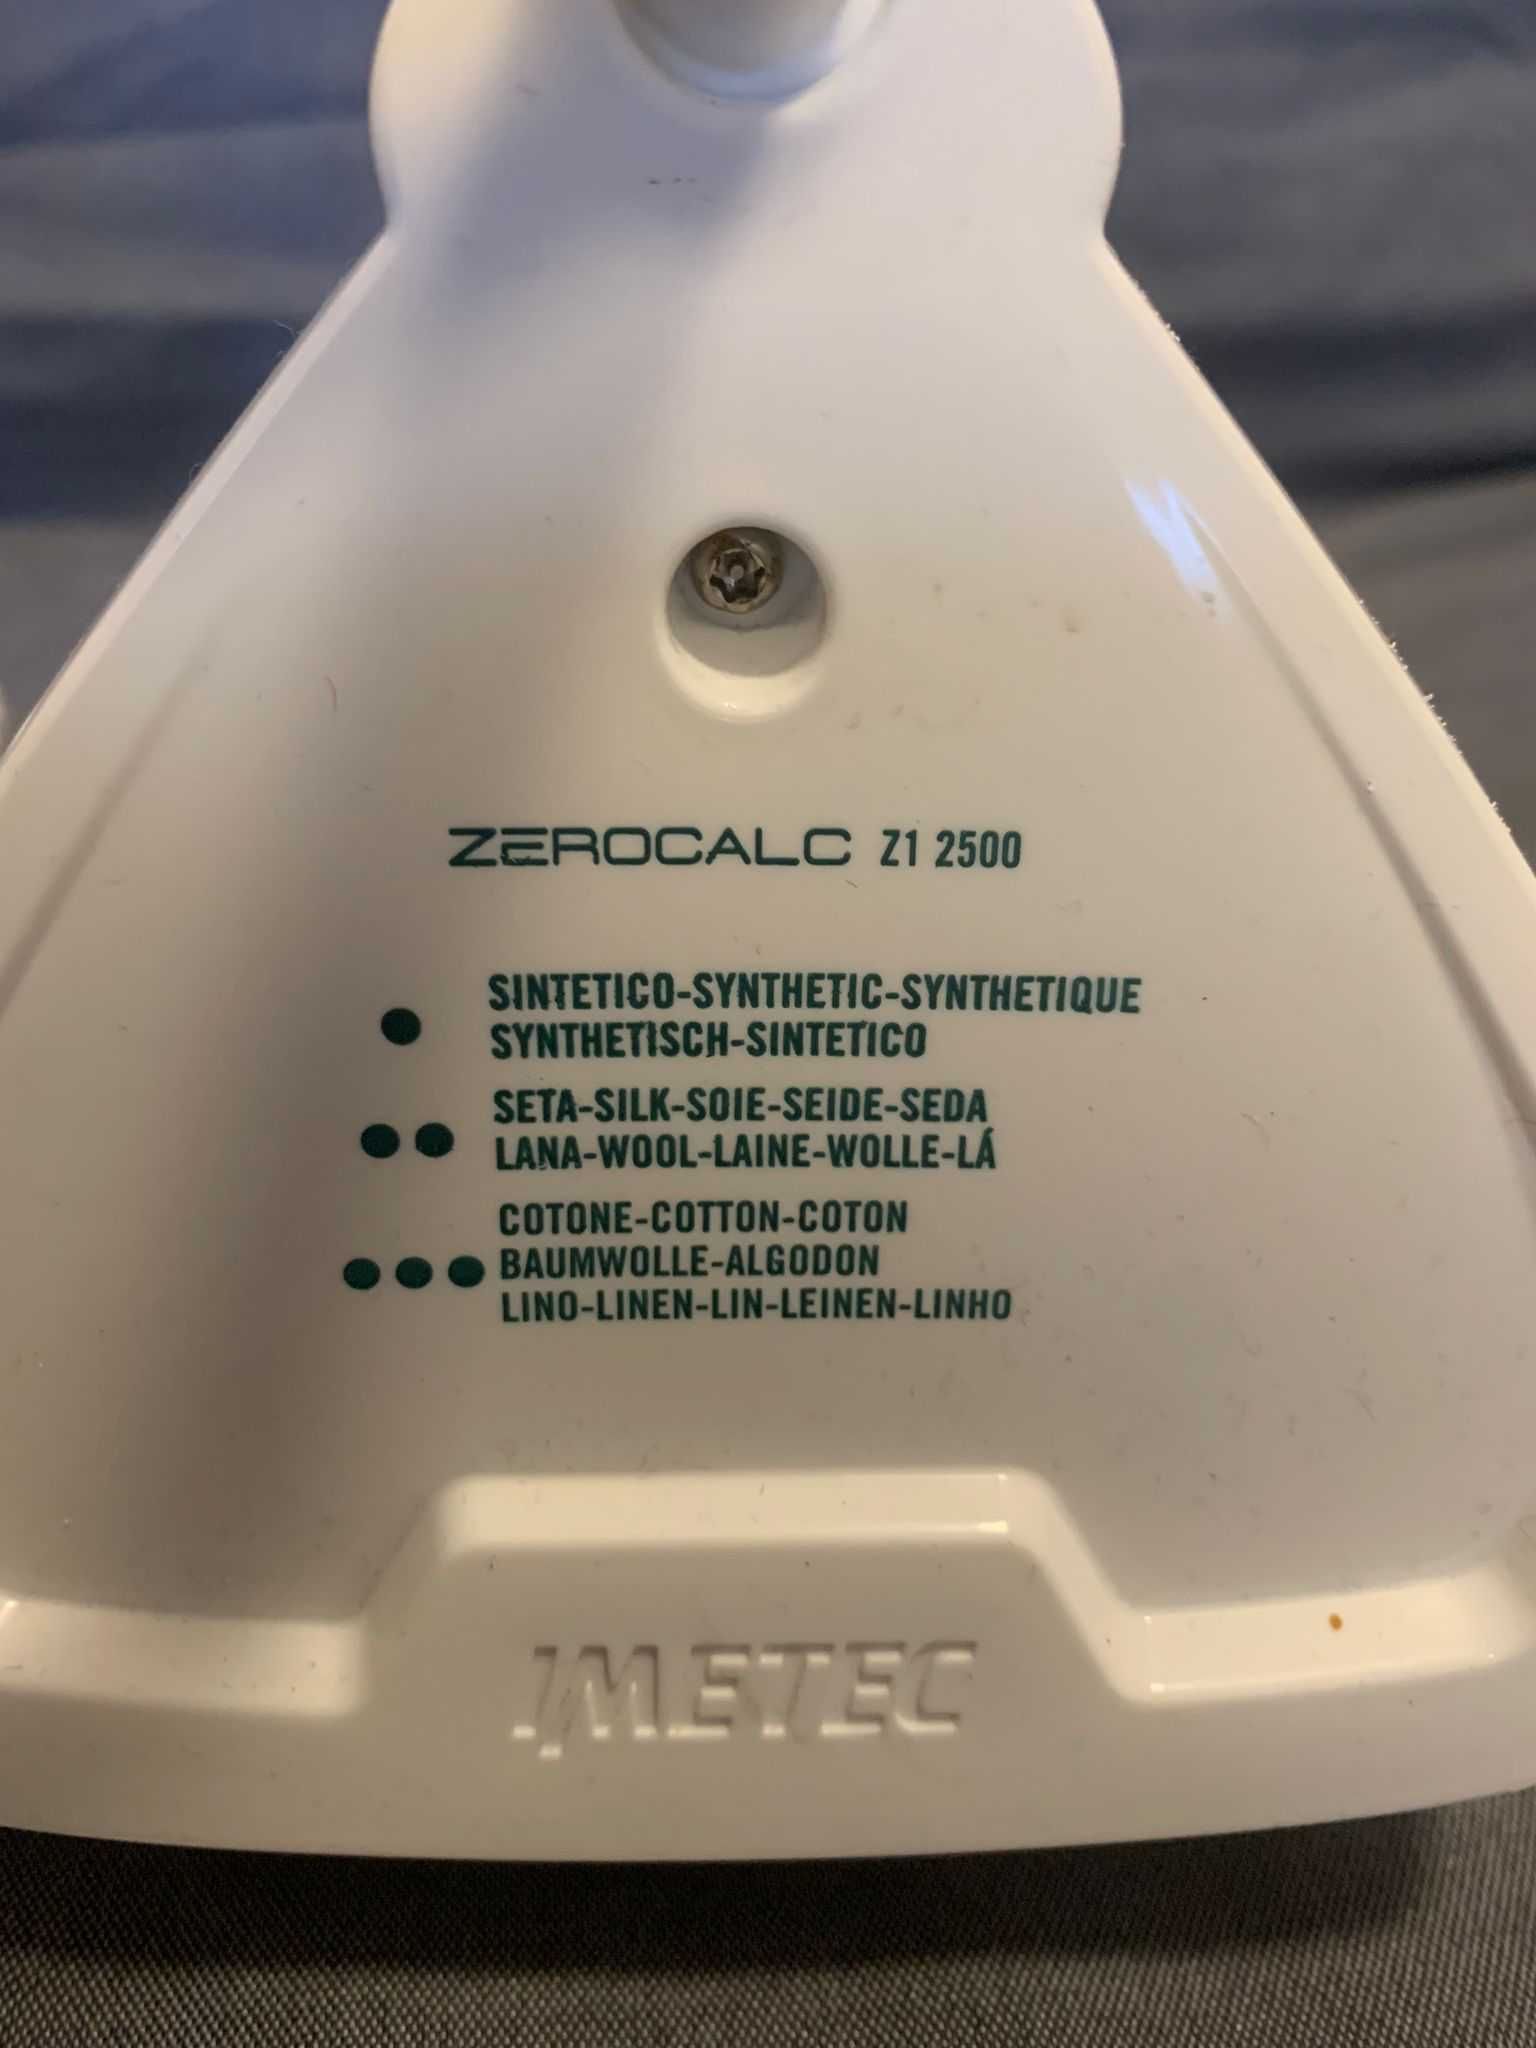 ZEROCALC Z1 2500
SINTETICO-SYNTHETIC-SYNTHETIQUE
SYNTHETISCH-SINTETICO
SETA-SILK-SOIE-SEIDE-SEDA
LANA-WOOL-LAINE-WOLLE-LÁ
COTONE-COTTON-COTON
BAUMWOLLE-ALGODON
LINO-LINEN-LIN-LEINEN-LINHO
IMETEC